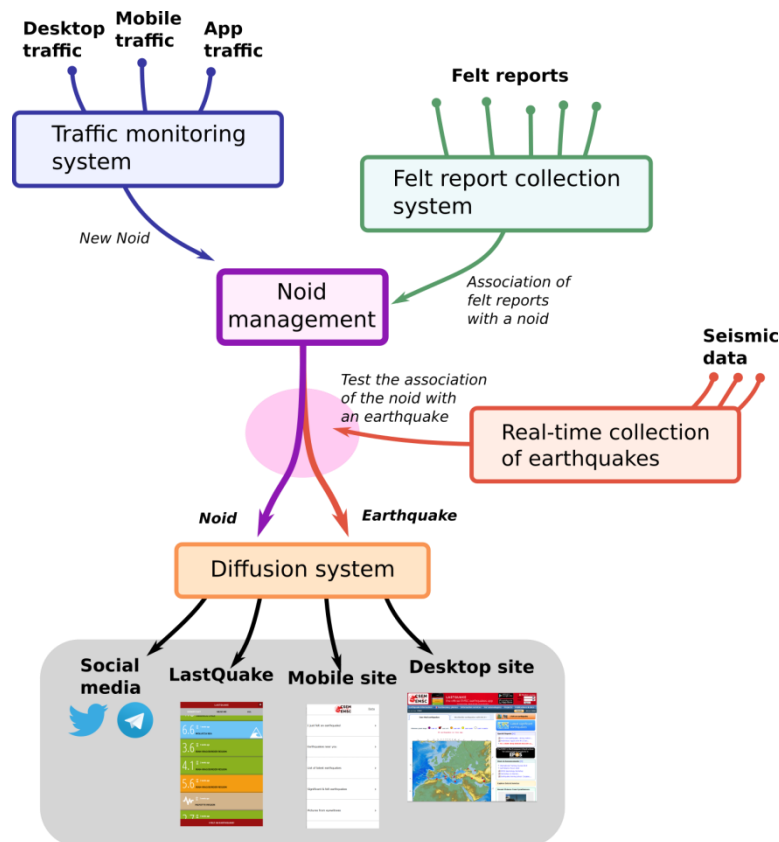 Desktop
traffic
Mobile
traffic
App
traffic
Felt reports
Traffic monitoring
system
Felt report collection
system
New Noid
Noid
management
Association of
felt reports
with a noid
Seismic
data
Test the association
of the noid with
an earthquake
Real-time collection
of earthquakes
Noid
Earthquake
Diffusion system
Social
media
LastQuake
Mobile site
Desktop site
6.6
3.6
4.1
5.6
EMSC